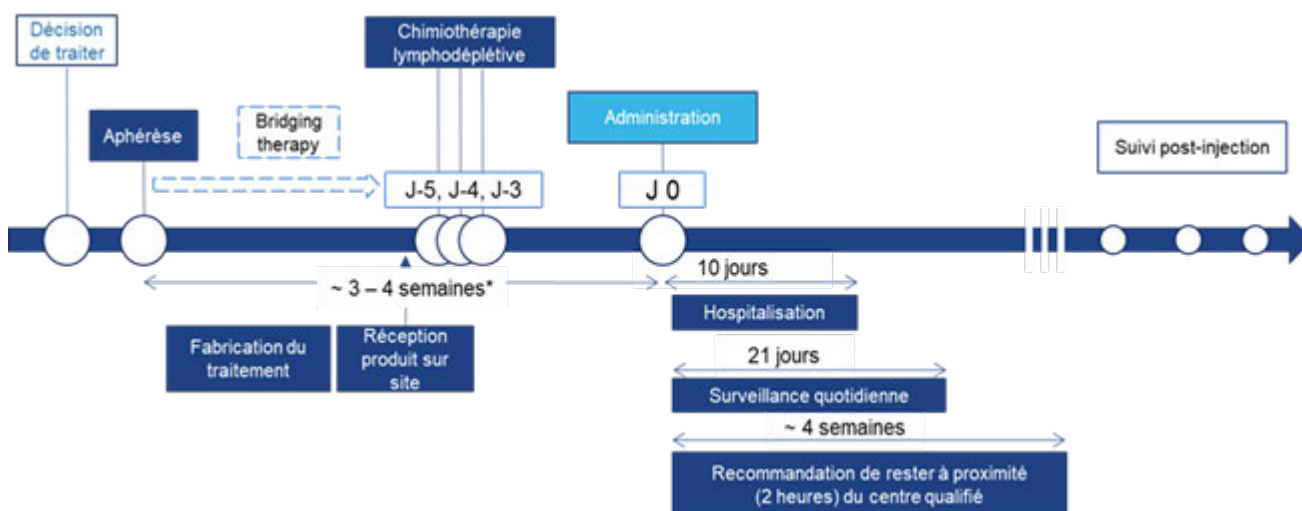 Décision
de traiter
Chimiothérapie
lymphodéplétive
Aphérèse
Bridging
therapy
Administration
Suivi post-injection
J-5, J-4, J-3
J 0
10 jours
~ 3 – 4 semaines*
Hospitalisation
Fabrication du
traitement
Réception
produit sur
site
21 jours
Surveillance quotidienne
~ 4 semaines
Recommandation de rester à proximité
(2 heures) du centre qualifié